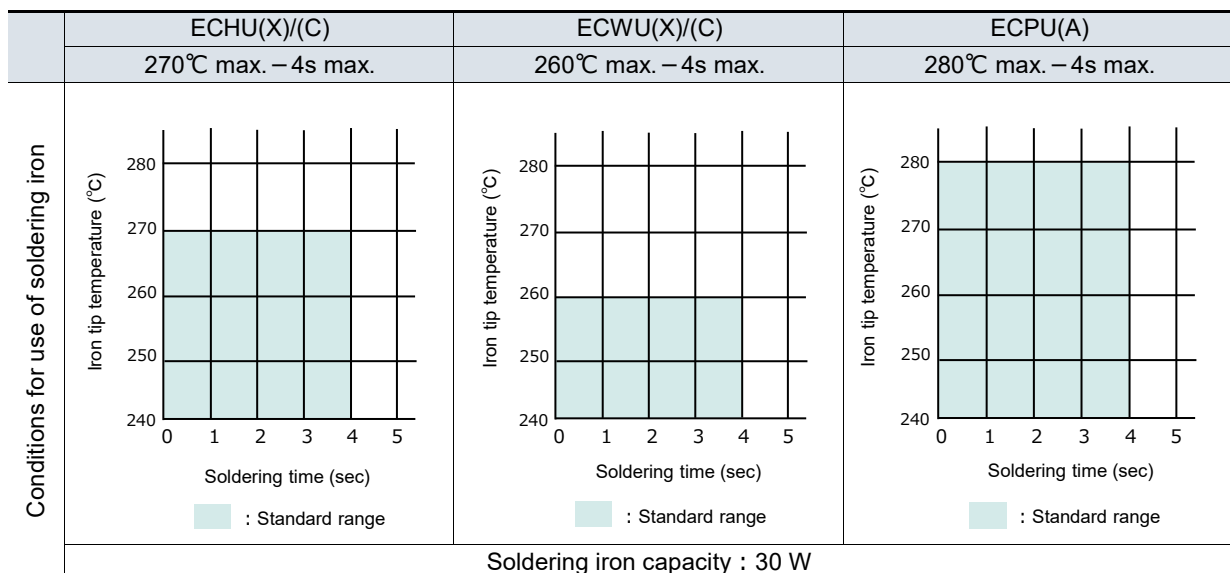 ECHU(X)/(C)
ECWU(X)/(C)
ECPU(A)
270℃ max.－4s max.
260℃ max.－4s max.
280℃ max.－4s max.
Conditions for use of soldering iron
Iron tip temperature (℃)
280
270
260
250
240
0 1 2 3 4 5
Soldering time (sec)
: Standard range
Iron tip temperature (℃)
280
270
260
250
240
0 1 2 3 4 5
Soldering time (sec)
: Standard range
Iron tip temperature (℃)
280
270
260
250
240
0 1 2 3 4 5
Soldering time (sec)
: Standard range
Soldering iron capacity : 30 W